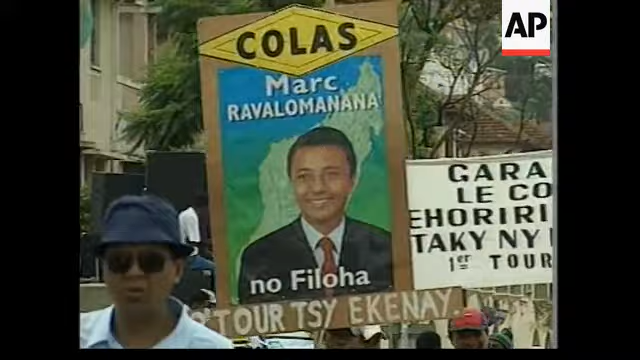 AP
COLAS
Marc
RAVALOMANANA
no Filoha
TOUR TSY EKENAY.
GARA
LE CO
EHORIRI
TAKY NY
1er TOUR